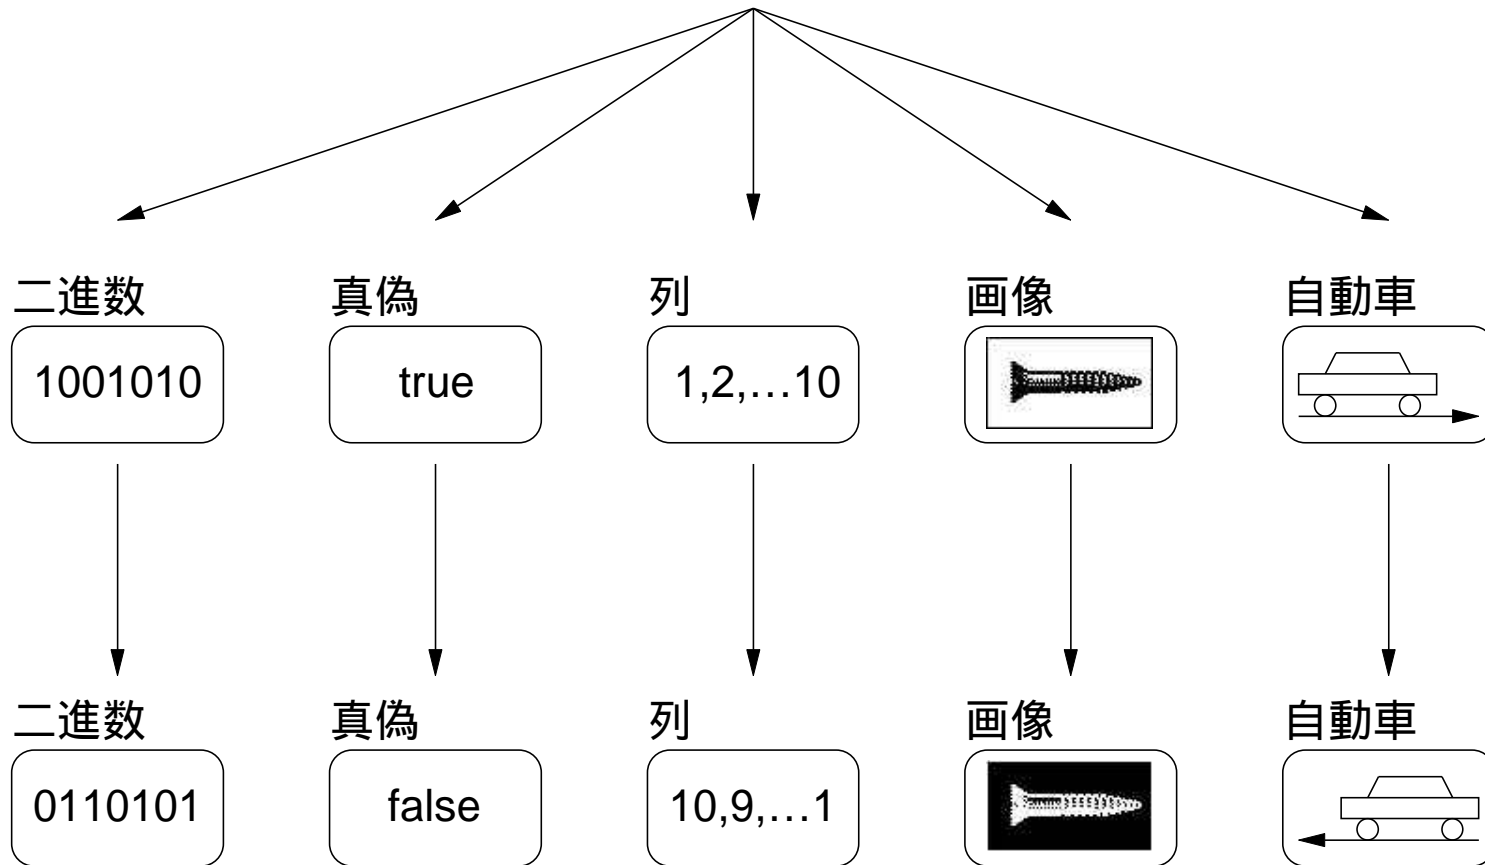 二進数 真偽 列 画像 自動車
1001010 true 1,2,…10
二進数 真偽 列 画像 自動車
0110101 false 10,9,…1